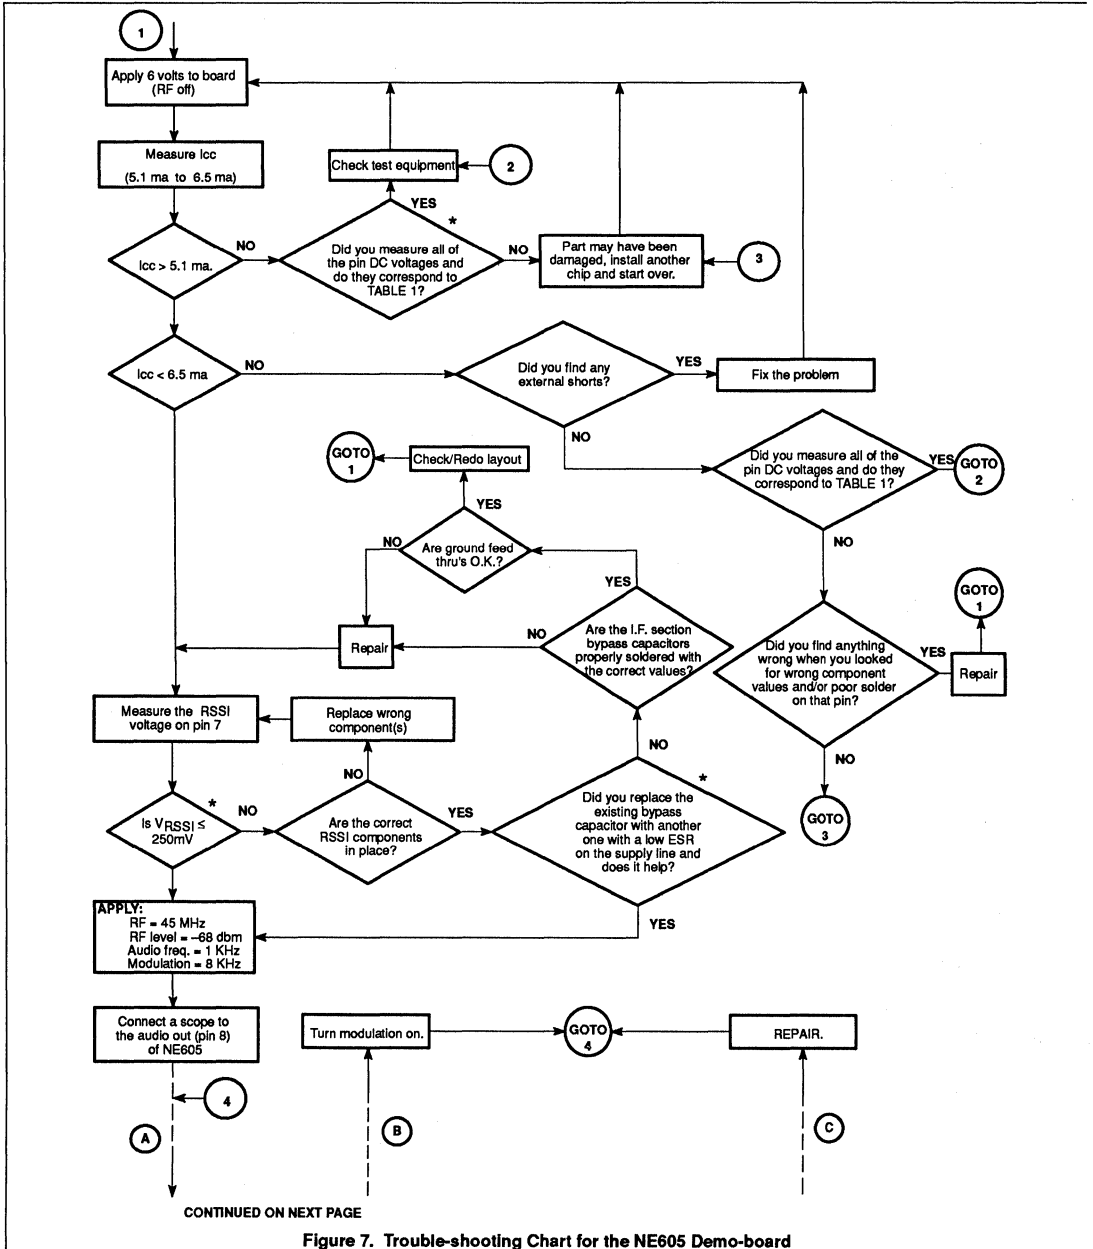 1
Apply 6 volts to board
(RF off)
Measure Icc
(5.1 ma to 6.5 ma)
Check test equipment
2
YES
*
Icc > 5.1 ma.
NO
Did you measure all of
the pin DC voltages and
do they correspond to
TABLE 1?
NO
Part may have been
damaged, install another
chip and start over.
3
Icc < 6.5 ma
NO
Did you find any
external shorts?
YES
Fix the problem
NO
GOTO
1
Check/Redo layout
Did you measure all of the
pin DC voltages and do they
correspond to TABLE 1?
YES
GOTO
2
YES
NO
Are ground feed
thru's O.K.?
NO
YES
GOTO
1
Repair
NO
Are the I.F. section
bypass capacitors
properly soldered with
the correct values?
Did you find anything
wrong when you looked
for wrong component
values and/or poor solder
on that pin?
YES
Repair
Measure the RSSI
voltage on pin 7
Replace wrong
component(s)
NO
NO
NO
*
Is VRSSI ≤
250mV
*
NO
Are the correct
RSSI components
in place?
YES
Did you replace the
existing bypass
capacitor with another
one with a low ESR
on the supply line and
does it help?
GOTO
3
YES
APPLY:
RF = 45 MHz
RF level = –68 dbm
Audio freq. = 1 KHz
Modulation = 8 KHz
Connect a scope to
the audio out (pin 8)
of NE605
Turn modulation on.
GOTO
4
REPAIR.
4
A
B
C
CONTINUED ON NEXT PAGE
Figure 7. Trouble-shooting Chart for the NE605 Demo-board